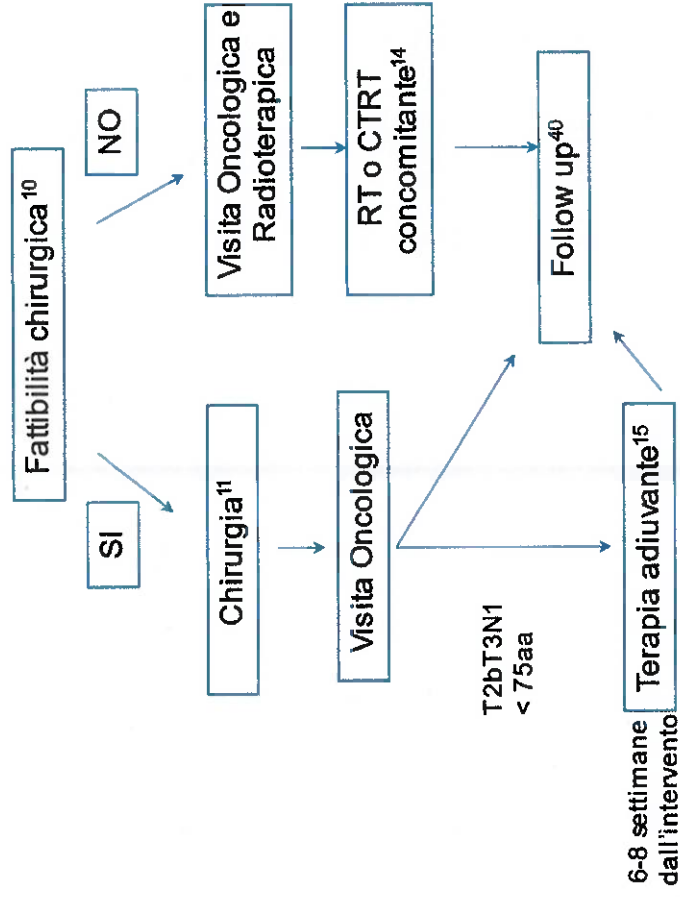 Fattibilità chirurgica¹⁰
SI
NO
Chirurgia¹¹
Visita Oncologica e
Radioterapica
Visita Oncologica
RT o CTRT
concomitante¹⁴
T2bT3N1
< 75aa
Follow up⁴⁰
6-8 settimane
dall'intervento
Terapia adiuvante¹⁵